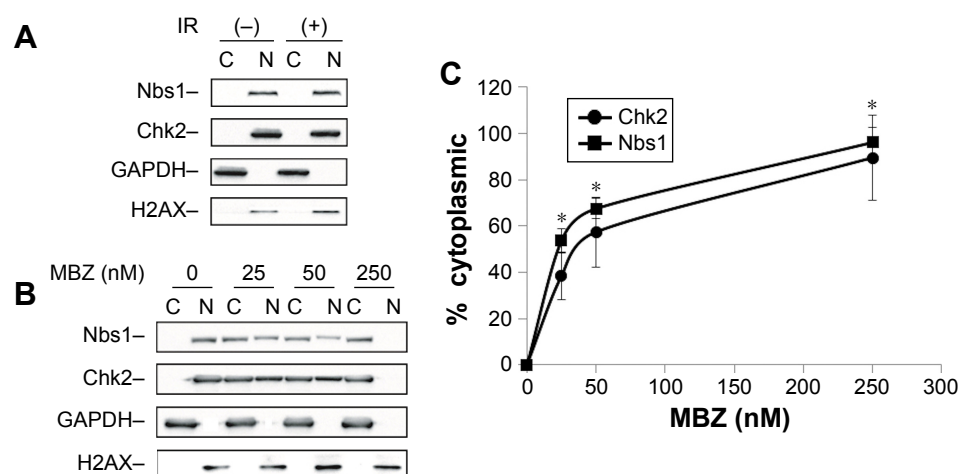 A
IR (–) (+)
C N C N
Nbs1–
Chk2–
GAPDH–
H2AX–
B
MBZ (nM) 0 25 50 250
C N C N C N C N
Nbs1–
Chk2–
GAPDH–
H2AX–
C
% cytoplasmic
120
100
80
60
40
20
0
Chk2
Nbs1
*
*
*
0 50 100 150 200 250 300
MBZ (nM)